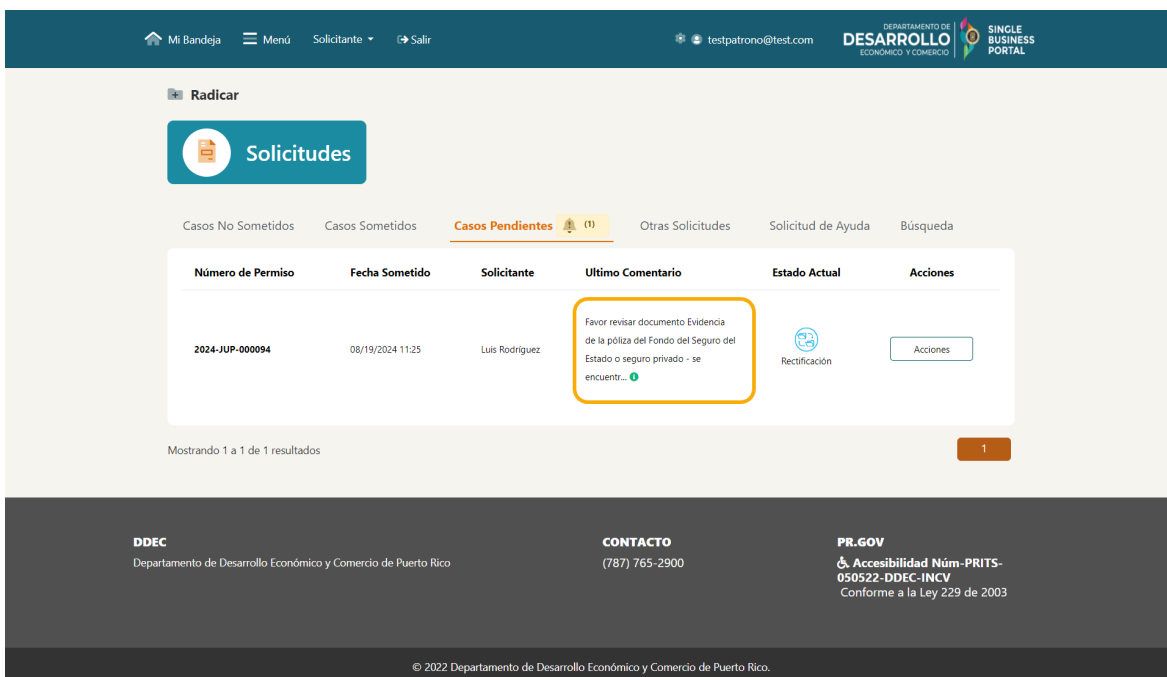 Mi Bandeja Menú Solicitante Salir testpatrono@test.com
DEPARTAMENTO DE
DESARROLLO
ECONÓMICO Y COMERCIO
SINGLE
BUSINESS
PORTAL
Radicar
Solicitudes
Casos No Sometidos Casos Sometidos Casos Pendientes (1) Otras Solicitudes Solicitud de Ayuda Búsqueda
Número de Permiso Fecha Sometido Solicitante Ultimo Comentario Estado Actual Acciones
2024-JUP-000094 08/19/2024 11:25 Luis Rodríguez
Favor revisar documento Evidencia
de la póliza del Fondo del Seguro del
Estado o seguro privado - se
encuentr...
Rectificación
Acciones
Mostrando 1 a 1 de 1 resultados
1
DDEC
Departamento de Desarrollo Económico y Comercio de Puerto Rico
CONTACTO
(787) 765-2900
PR.GOV
Accesibilidad Núm-PRITS-
050522-DDEC-INCV
Conforme a la Ley 229 de 2003
© 2022 Departamento de Desarrollo Económico y Comercio de Puerto Rico.